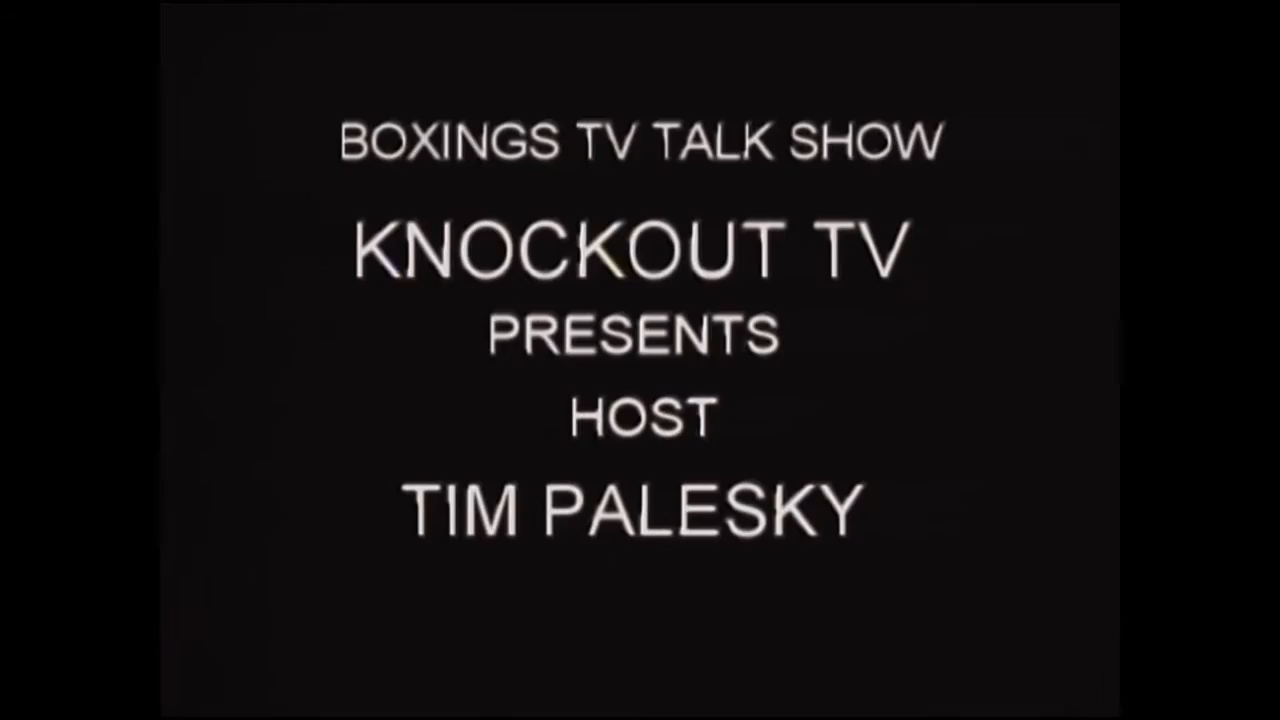 BOXINGS TV TALK SHOW
KNOCKOUT TV
PRESENTS
HOST
TIM PALESKY